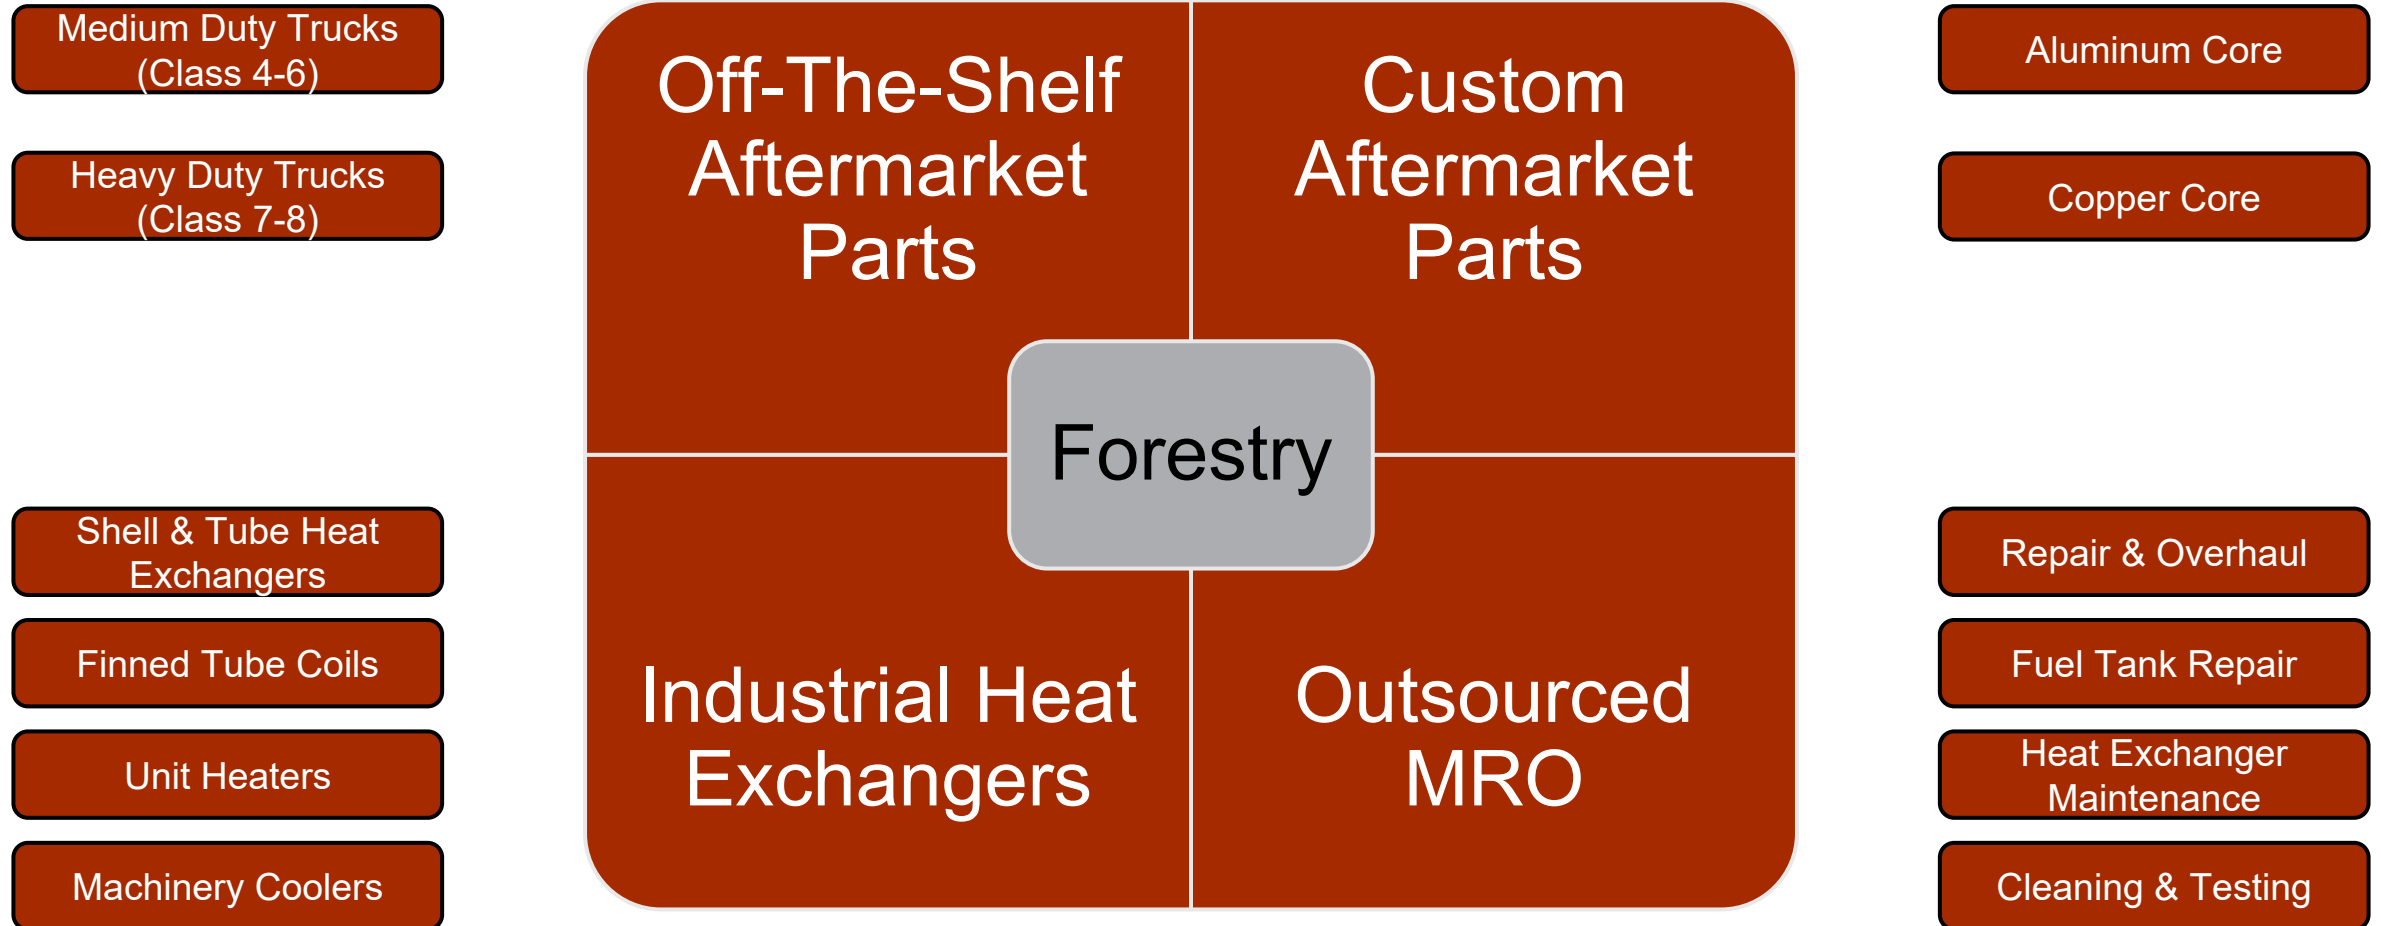 Medium Duty Trucks
(Class 4-6)
Heavy Duty Trucks
(Class 7-8)
Off-The-Shelf
Aftermarket
Parts
Custom
Aftermarket
Parts
Aluminum Core
Copper Core
Forestry
Shell & Tube Heat
Exchangers
Finned Tube Coils
Unit Heaters
Machinery Coolers
Industrial Heat
Exchangers
Outsourced
MRO
Repair & Overhaul
Fuel Tank Repair
Heat Exchanger
Maintenance
Cleaning & Testing